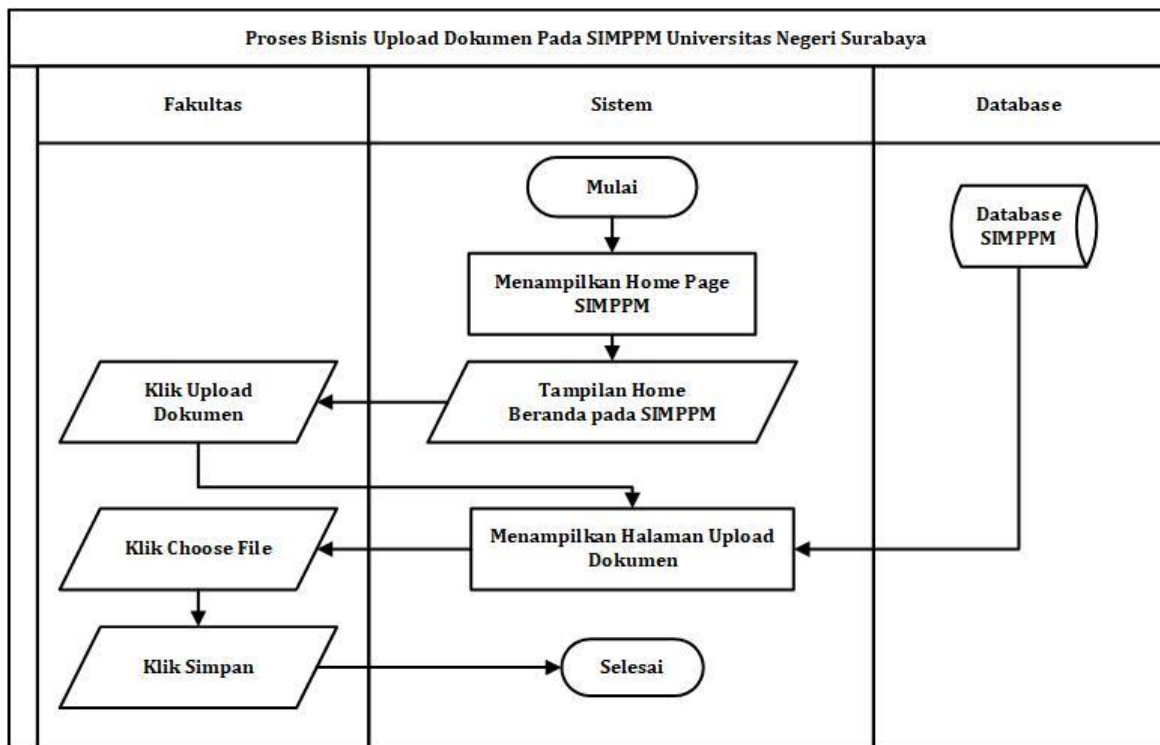 Proses Bisnis Upload Dokumen Pada SIMPPM Universitas Negeri Surabaya
Fakultas
Sistem
Database
Mulai
Database
SIMPPM
Menampilkan Home Page
SIMPPM
Klik Upload
Dokumen
Tampilan Home
Beranda pada SIMPPM
Klik Choose File
Menampilkan Halaman Upload
Dokumen
Klik Simpan
Selesai